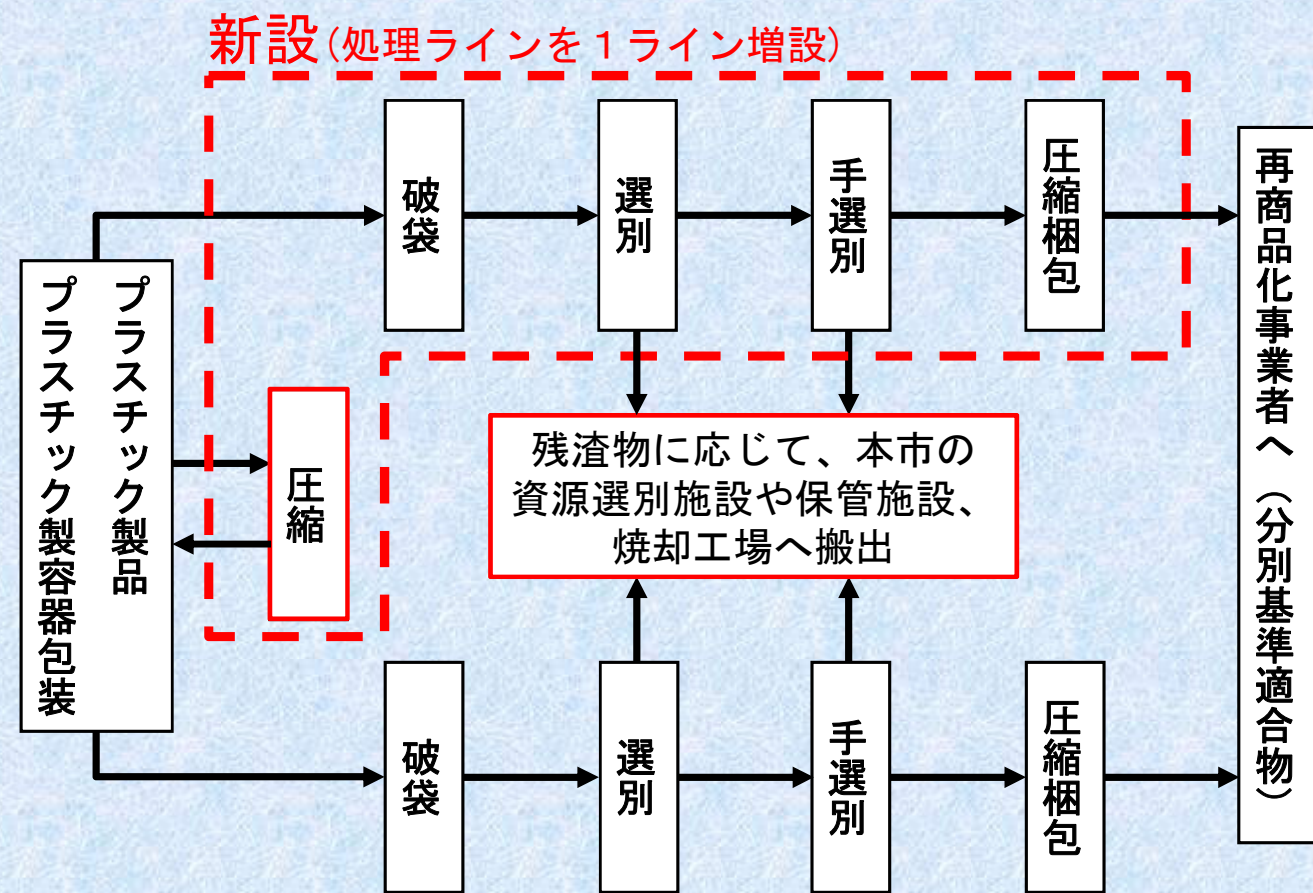 新設(処理ラインを1ライン増設)
破袋
選別
手選別
圧縮梱包
再商品化事業者へ (分別基準適合物)
プラスチック製品
プラスチック製容器包装
圧縮
残渣物に応じて、本市の
資源選別施設や保管施設、
焼却工場へ搬出
破袋
選別
手選別
圧縮梱包